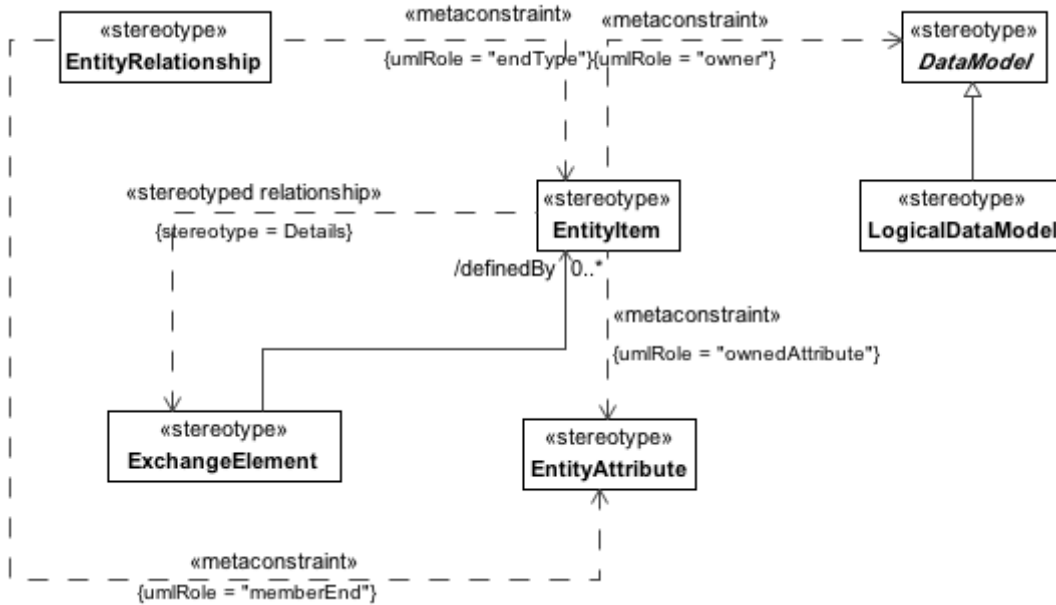 «metaconstraint»
«metaconstraint»
«stereotype»
EntityRelationship
{umlRole = "endType"}
{umlRole = "owner"}
«stereotype»
DataModel
«stereotyped relationship»
{stereotype = Details}
«stereotype»
EntityItem
«stereotype»
LogicalDataModel
/definedBy
0..*
«metaconstraint»
{umlRole = "ownedAttribute"}
«stereotype»
ExchangeElement
«stereotype»
EntityAttribute
«metaconstraint»
{umlRole = "memberEnd"}